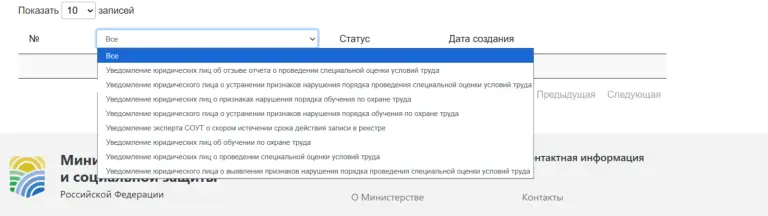 Показать 10 записей
№ Все Статус Дата создания
Все
Уведомление юридических лиц об отзыве отчета о проведении специальной оценки условий труда
Уведомление юридического лица о устранении признаков нарушения порядка проведения специальной оценки условий труда
Уведомление юридических лиц о признаках нарушения порядка обучения по охране труда
Предыдущая Следующая
Уведомление юридического лица о устранении признаков нарушения порядка обучения по охране труда
Уведомление эксперта СОУТ о скором истечении срока действия записи в реестре
Уведомление юридических лиц об обучении по охране труда
Уведомление юридических лиц о проведении специальной оценки условий труда
Уведомление юридического лица о выявлении признаков нарушения порядка проведения специальной оценки условий труда
и социальной защиты
Российской Федерации
онтактная информация
О Министерстве
Контакты